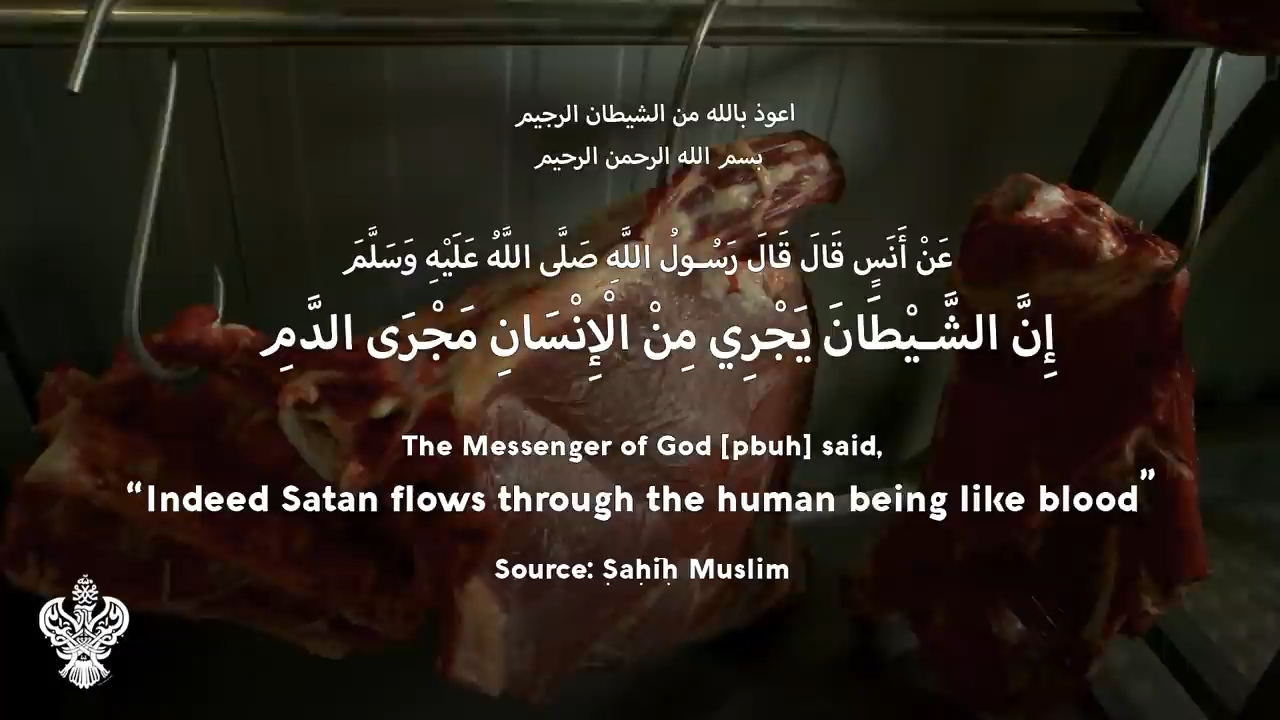 اعوذ بالله من الشيطان الرجيم
بسم الله الرحمن الرحيم
عَنْ أَنَسٍ قَالَ قَالَ رَسُـولُ اللَّهِ صَلَّى اللَّهُ عَلَيْهِ وَسَلَّمَ
إِنَّ الشَّـيْطَانَ يَجْرِي مِنْ الْإِنْسَانِ مَجْرَى الدَّمِ
The Messenger of God [pbuh] said,
“Indeed Satan flows through the human being like blood”
Source: Ṣaḥīḥ Muslim